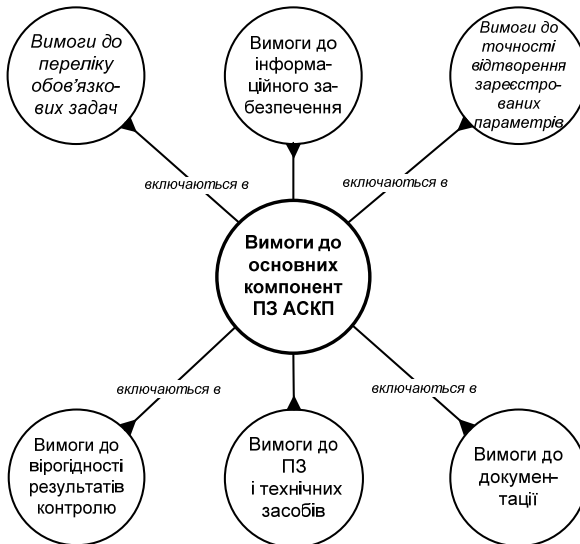 Вимоги до
переліку
обов’язко-
вих задач
Вимоги до
інформа-
ційного за-
безпечення
Вимоги до
точності
відтворення
зареєстро-
ваних
параметрів
включаються в
включаються в
Вимоги до
основних
компонент
ПЗ АСКП
включаються в
включаються в
Вимоги до
вірогідності
результатів
контролю
Вимоги до
ПЗ
і технічних
засобів
Вимоги до
докумен-
тації